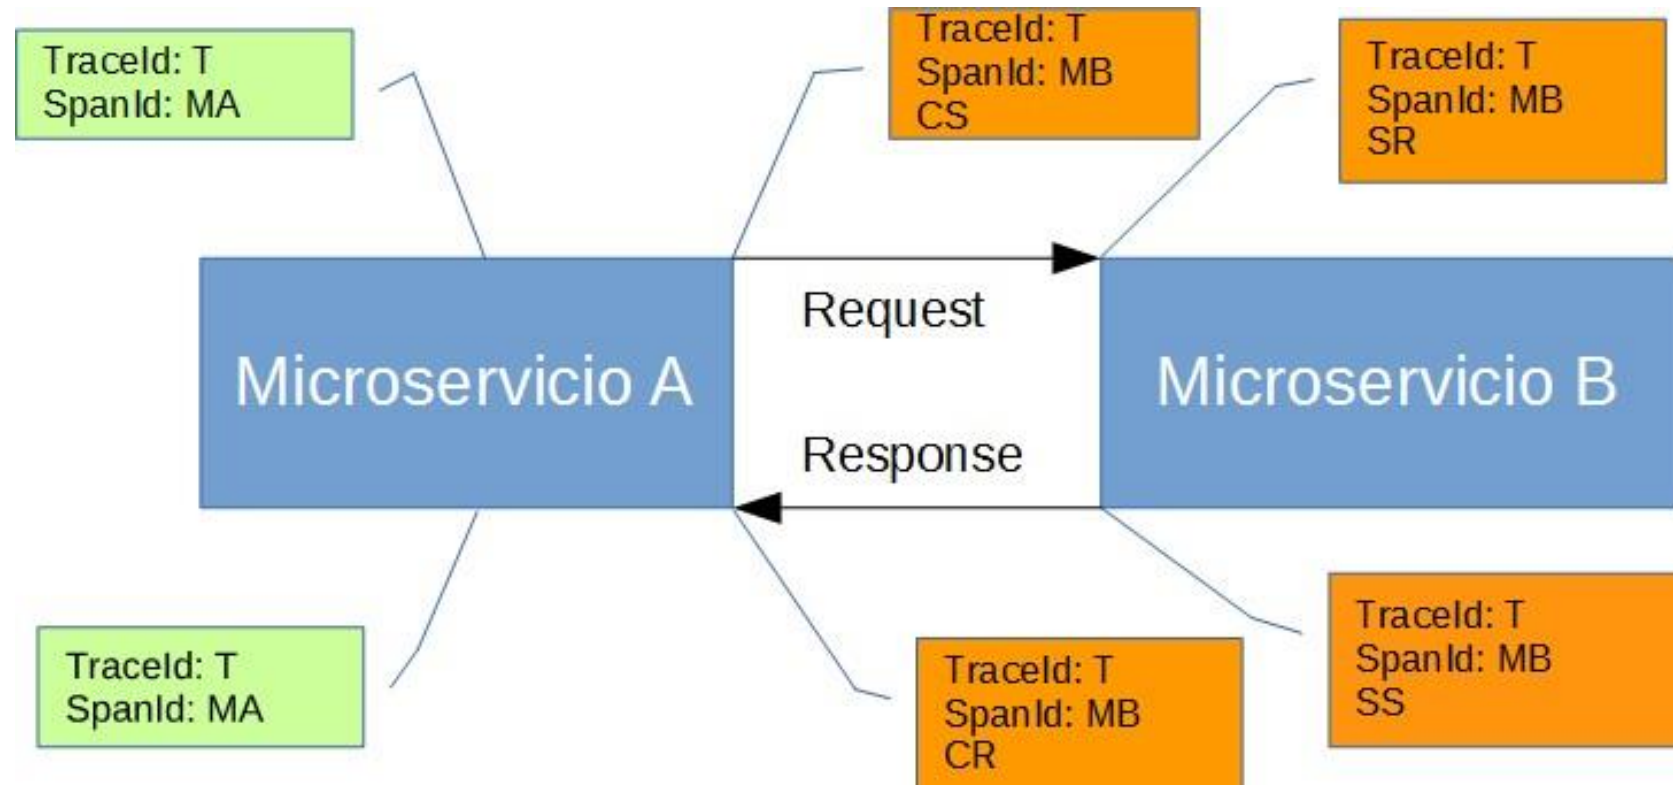 TraceId: T
SpanId: MA
TraceId: T
SpanId: MB
CS
TraceId: T
SpanId: MB
SR
Microservicio A
Request
Response
Microservicio B
TraceId: T
SpanId: MA
TraceId: T
SpanId: MB
CR
TraceId: T
SpanId: MB
SS